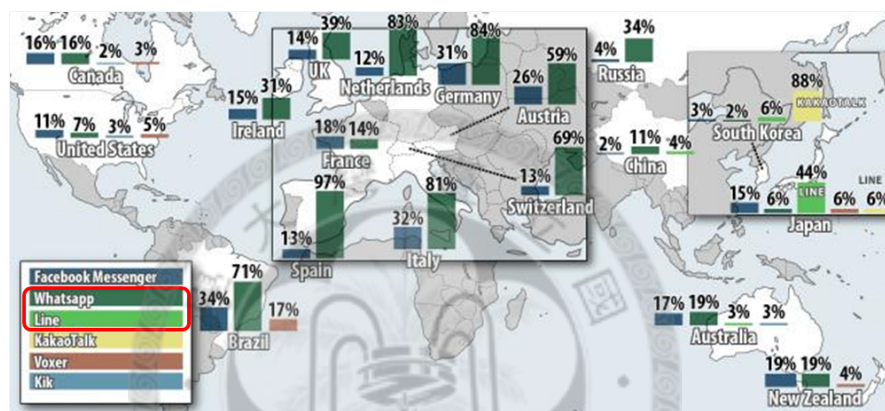 16% 16% 2% 3%
Canada
11% 7% 3% 5%
United States
14% 39%
UK
12% 83%
Netherlands
31% 84%
Germany
26% 59%
Austria
15% 31%
Ireland
18% 14%
France
13% 69%
Switzerland
13% 97%
Spain
32% 81%
Italy
4% 34%
Russia
2% 11% 4%
China
3% 2% 6% 88%
KAKAOTALK
South Korea
15% 6% 44% 6% 6%
LINE
LINE
Japan
34% 71% 17%
Brazil
17% 19% 3% 3%
Australia
19% 19% 4%
New Zealand
Facebook Messenger
Whatsapp
Line
KakaoTalk
Voxer
Kik